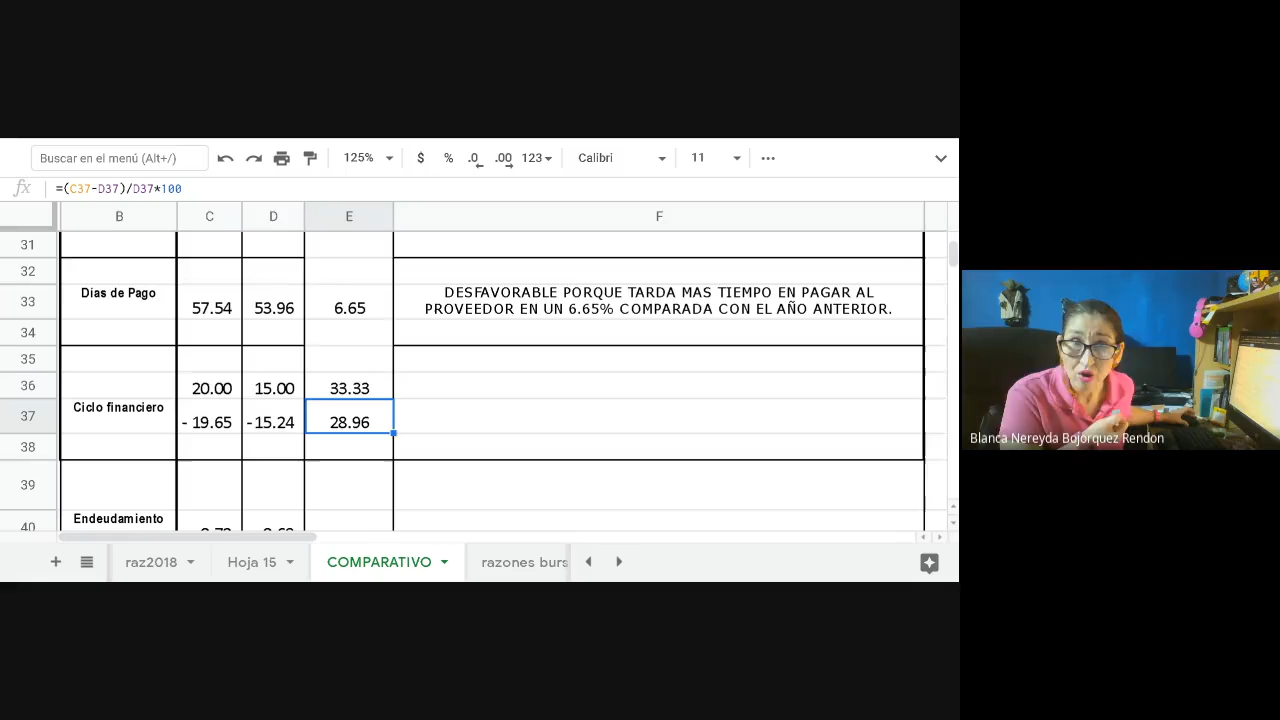 Buscar en el menú (Alt+/)
125%
$ % .0 .00 123
Calibri
11
fx =(C37-D37)/D37*100
B C D E F
31
32
33 Dias de Pago 57.54 53.96 6.65 DESFAVORABLE PORQUE TARDA MAS TIEMPO EN PAGAR AL
PROVEEDOR EN UN 6.65% COMPARADA CON EL AÑO ANTERIOR.
34
35
36 20.00 15.00 33.33
37 Ciclo financiero - 19.65 -15.24 28.96
38
39
Endeudamiento
40
raz2018 Hoja 15 COMPARATIVO razones burs
Blanca Nereyda Bojorquez Rendon